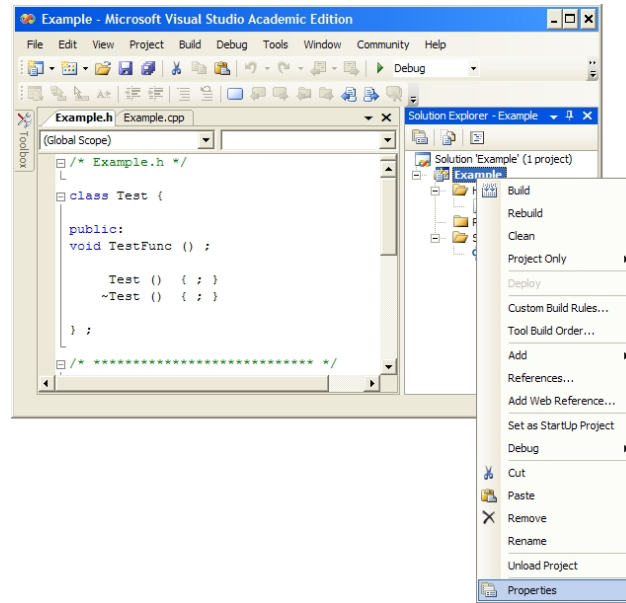 Example - Microsoft Visual Studio Academic Edition
File Edit View Project Build Debug Tools Window Community Help
Debug
Example.h Example.cpp
Solution Explorer - Example
Toolbox
(Global Scope)
Solution 'Example' (1 project)
Example
/* Example.h */
class Test {
public:
void TestFunc () ;
Test () { ; }
~Test () { ; }
} ;
/* **************************** */
Build
Rebuild
Clean
Project Only
Deploy
Custom Build Rules...
Tool Build Order...
Add
References...
Add Web Reference...
Set as StartUp Project
Debug
Cut
Paste
Remove
Rename
Unload Project
Properties